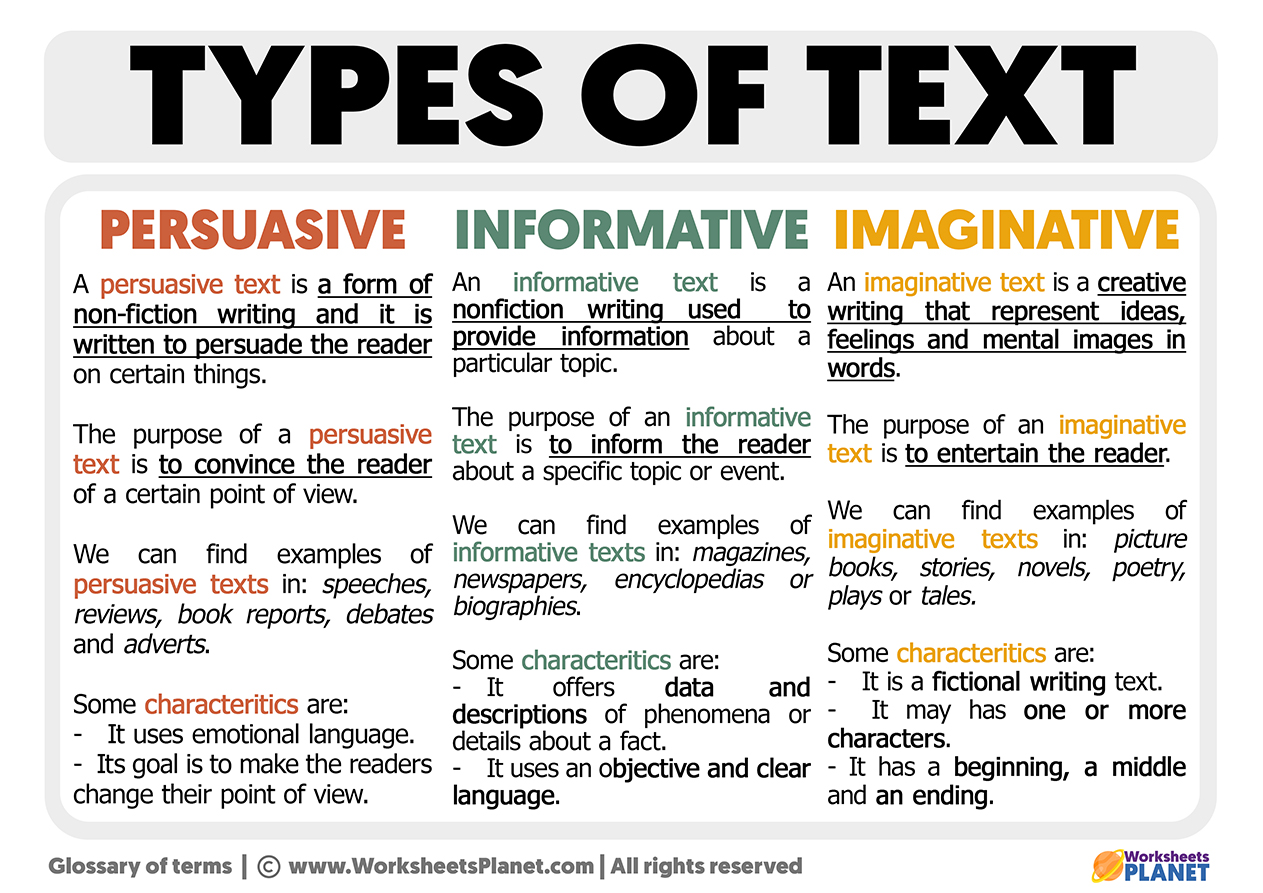 TYPES OF TEXT
PERSUASIVE
A persuasive text is a form of
non-fiction writing and it is
written to persuade the reader
on certain things.
The purpose of a persuasive
text is to convince the reader
of a certain point of view.
We can find examples of
persuasive texts in: speeches,
reviews, book reports, debates
and adverts.
Some characteritics are:
- It uses emotional language.
- Its goal is to make the readers
change their point of view.
INFORMATIVE
An informative text is a
nonfiction writing used to
provide information about a
particular topic.
The purpose of an informative
text is to inform the reader
about a specific topic or event.
We can find examples of
informative texts in: magazines,
newspapers, encyclopedias or
biographies.
Some characteritics are:
- It offers data and
descriptions of phenomena or
details about a fact.
- It uses an objective and clear
language.
IMAGINATIVE
An imaginative text is a creative
writing that represent ideas,
feelings and mental images in
words.
The purpose of an imaginative
text is to entertain the reader.
We can find examples of
imaginative texts in: picture
books, stories, novels, poetry,
plays or tales.
Some characteritics are:
- It is a fictional writing text.
- It may has one or more
characters.
- It has a beginning, a middle
and an ending.
Glossary of terms | © www.WorksheetsPlanet.com | All rights reserved
Worksheets
PLANET